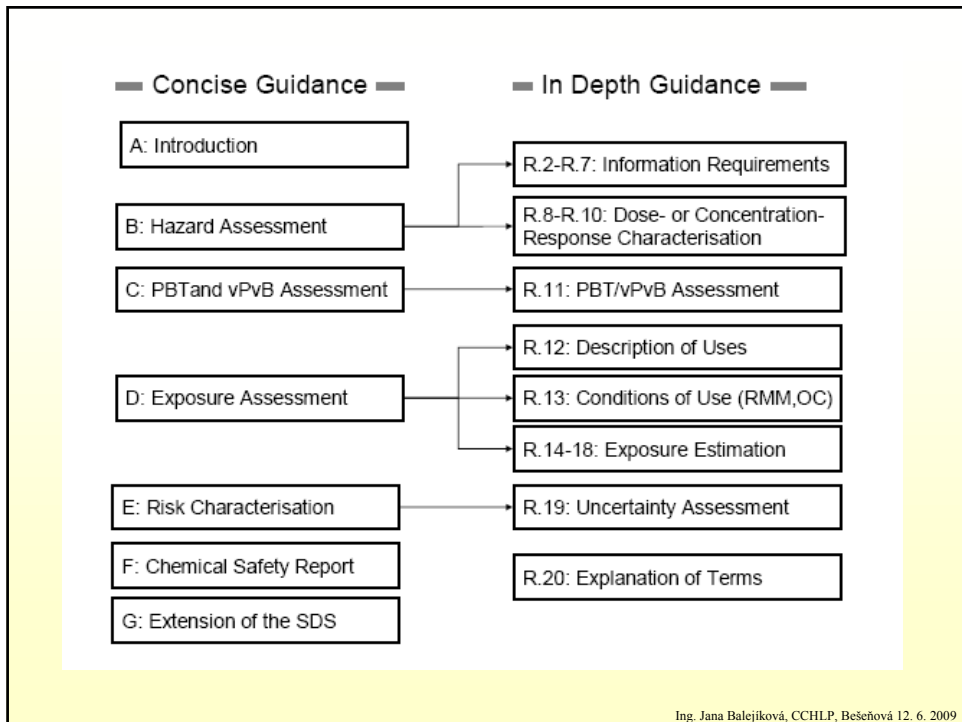 Concise Guidance
In Depth Guidance
A: Introduction
R.2-R.7: Information Requirements
B: Hazard Assessment
R.8-R.10: Dose- or Concentration-
Response Characterisation
C: PBTand vPvB Assessment
R.11: PBT/vPvB Assessment
R.12: Description of Uses
D: Exposure Assessment
R.13: Conditions of Use (RMM,OC)
R.14-18: Exposure Estimation
E: Risk Characterisation
R.19: Uncertainty Assessment
F: Chemical Safety Report
R.20: Explanation of Terms
G: Extension of the SDS
Ing. Jana Balejíková, CCHLP, Bešeňová 12. 6. 2009